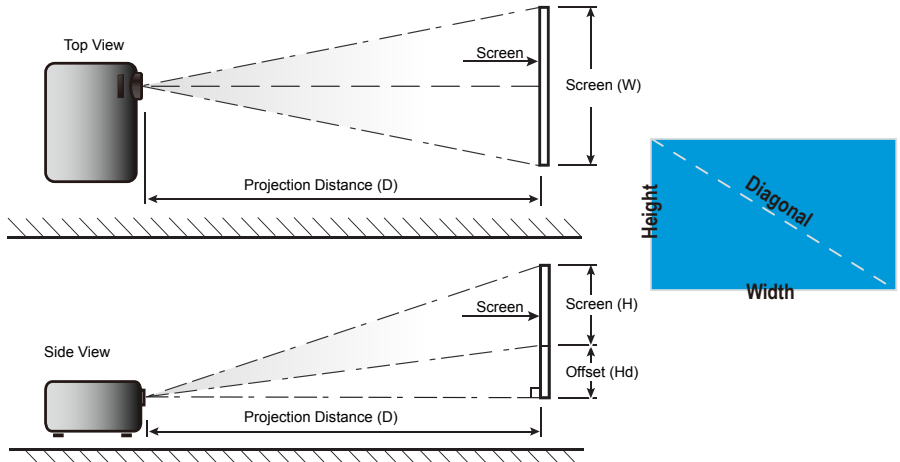 Top View
Screen
Screen (W)
Projection Distance (D)
Height
Diagonal
Width
Screen (H)
Screen
Side View
Offset (Hd)
Projection Distance (D)